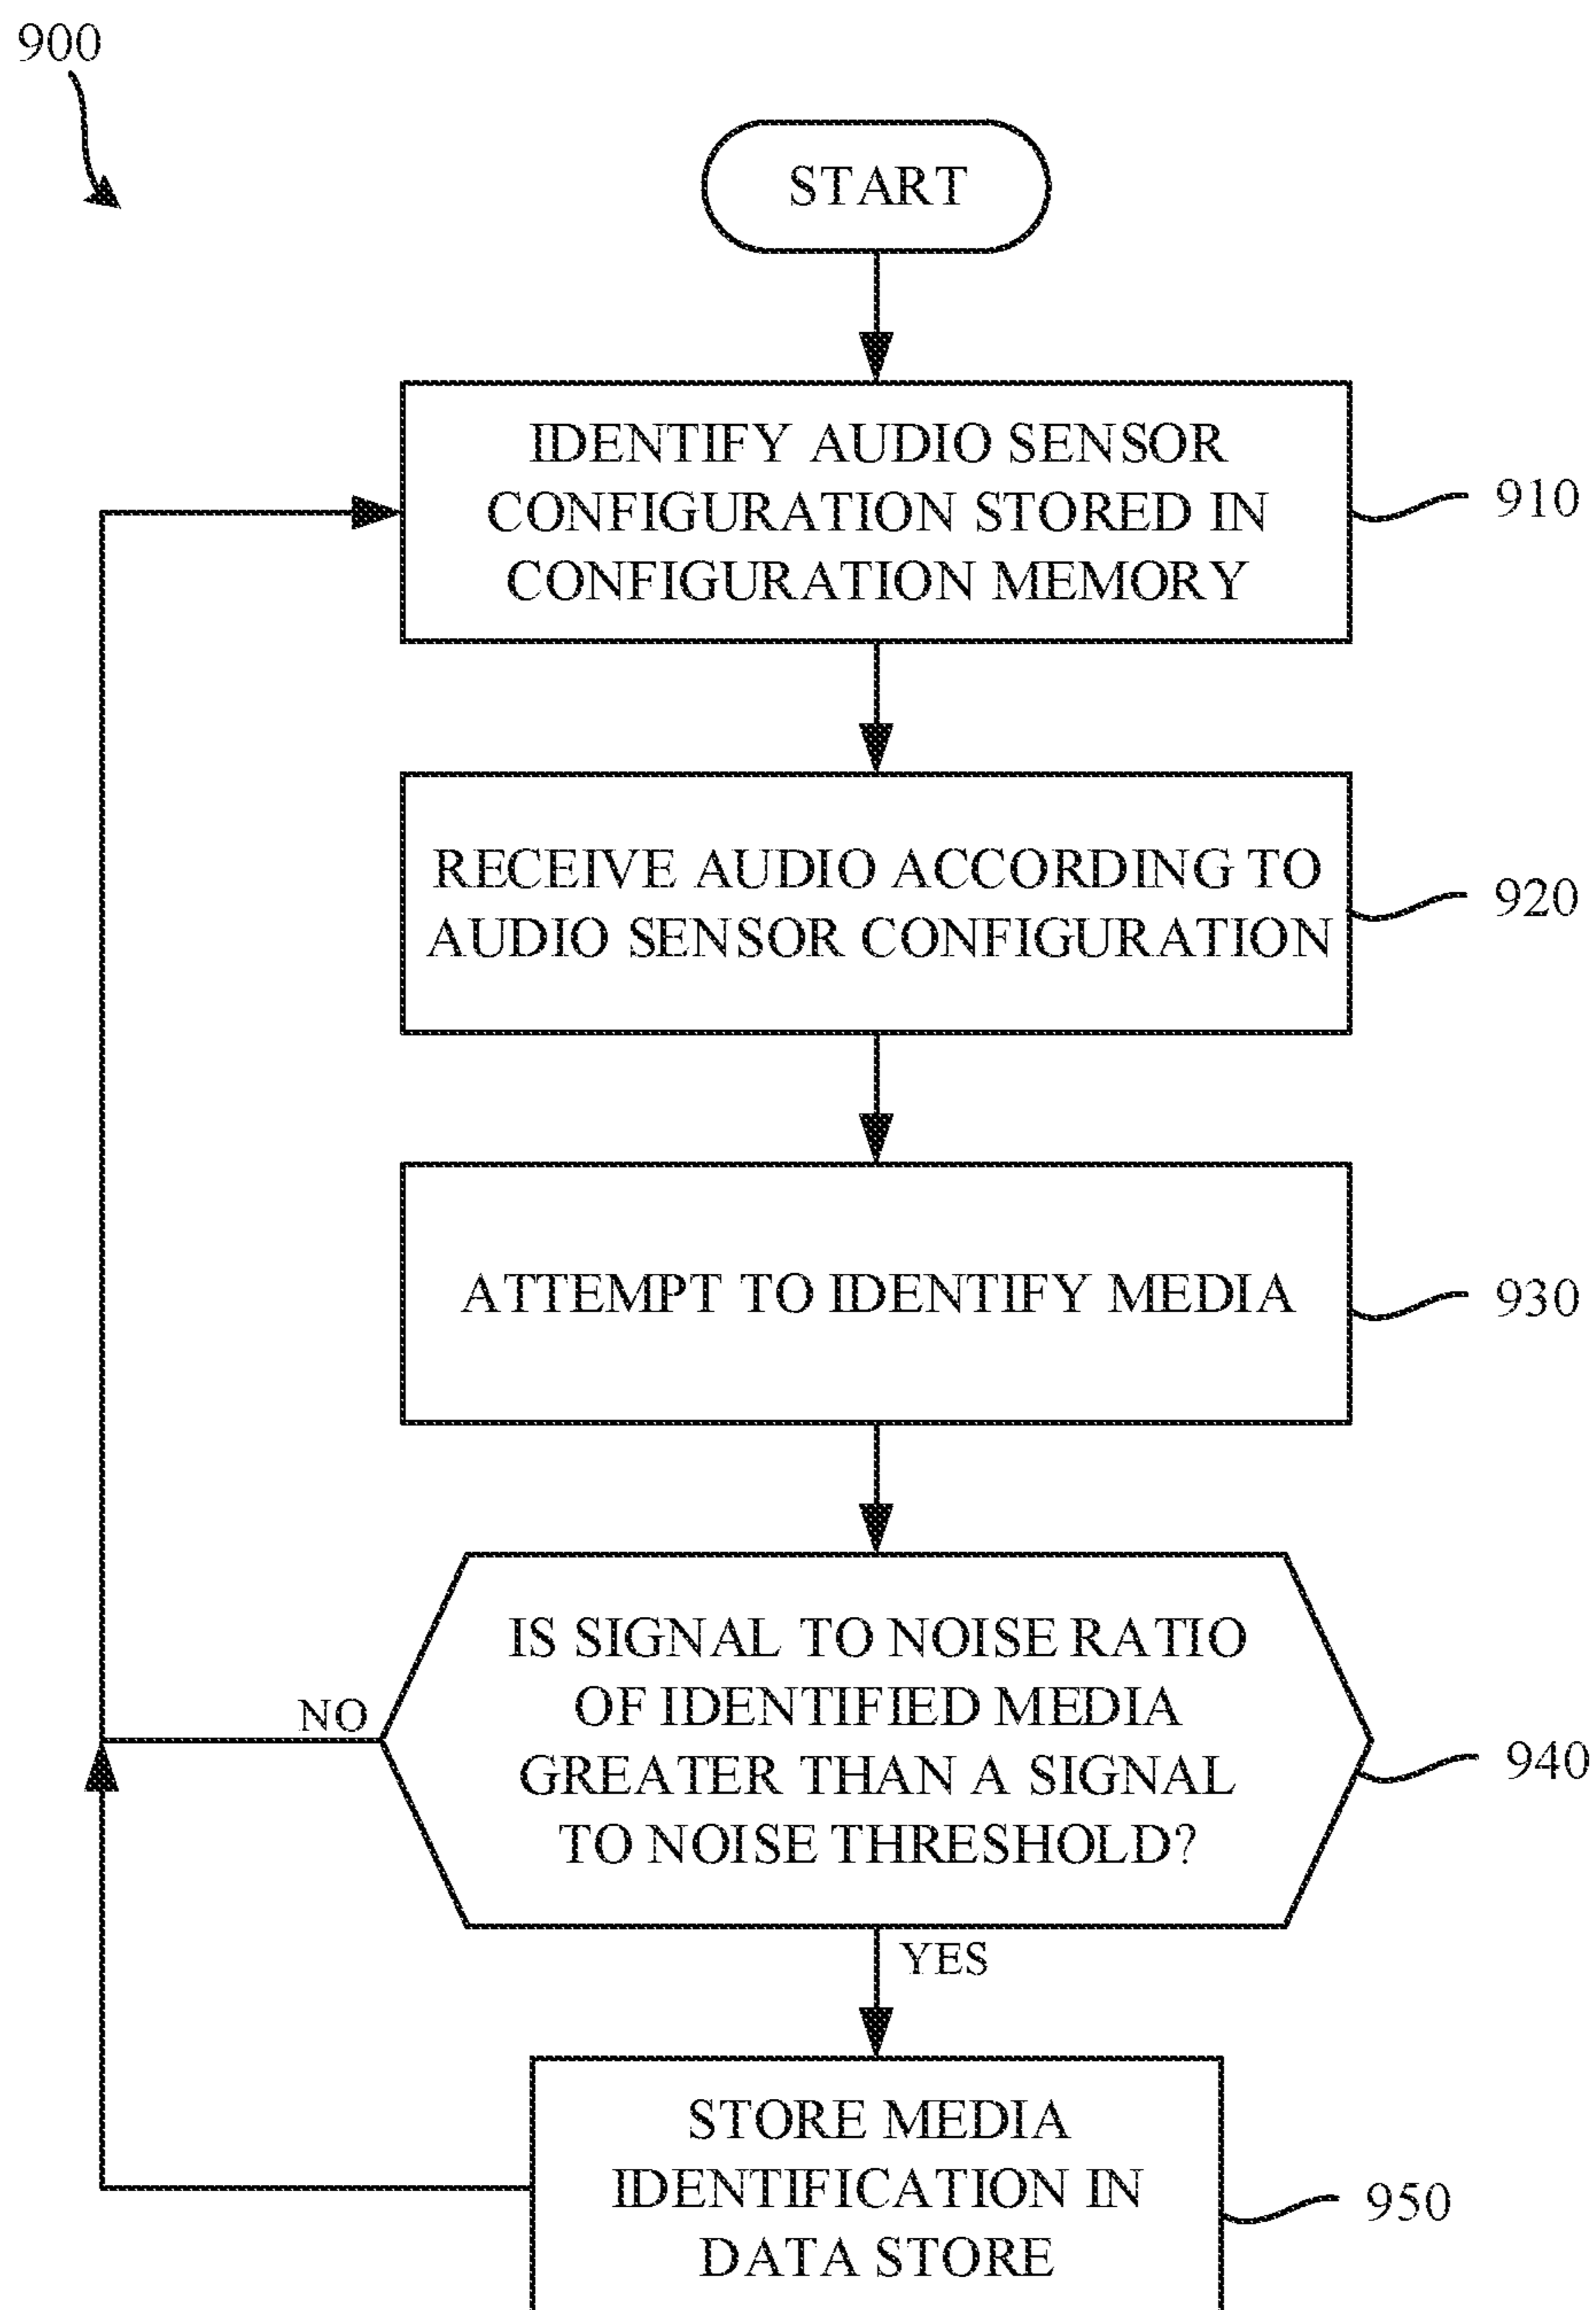 900
START
IDENTIFY AUDIO SENSOR
CONFIGURATION STORED IN
CONFIGURATION MEMORY
910
RECEIVE AUDIO ACCORDING TO
AUDIO SENSOR CONFIGURATION
920
ATTEMPT TO IDENTIFY MEDIA
930
IS SIGNAL TO NOISE RATIO
OF IDENTIFIED MEDIA
GREATER THAN A SIGNAL
TO NOISE THRESHOLD?
940
NO
YES
STORE MEDIA
IDENTIFICATION IN
DATA STORE
950